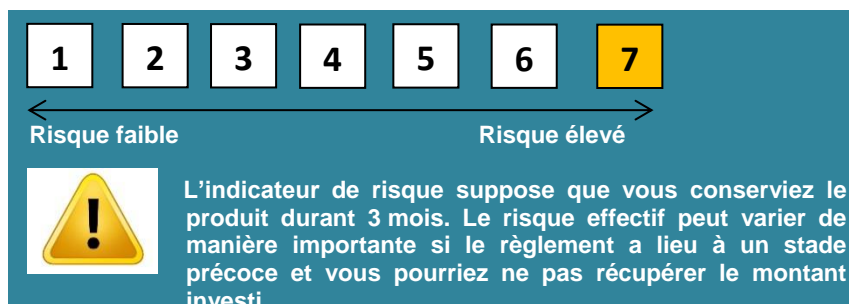 1 2 3 4 5 6 7
Risque faible Risque élevé
L'indicateur de risque suppose que vous conserviez le
produit durant 3 mois. Le risque effectif peut varier de
manière importante si le règlement a lieu à un stade
précoce et vous pourriez ne pas récupérer le montant
investi